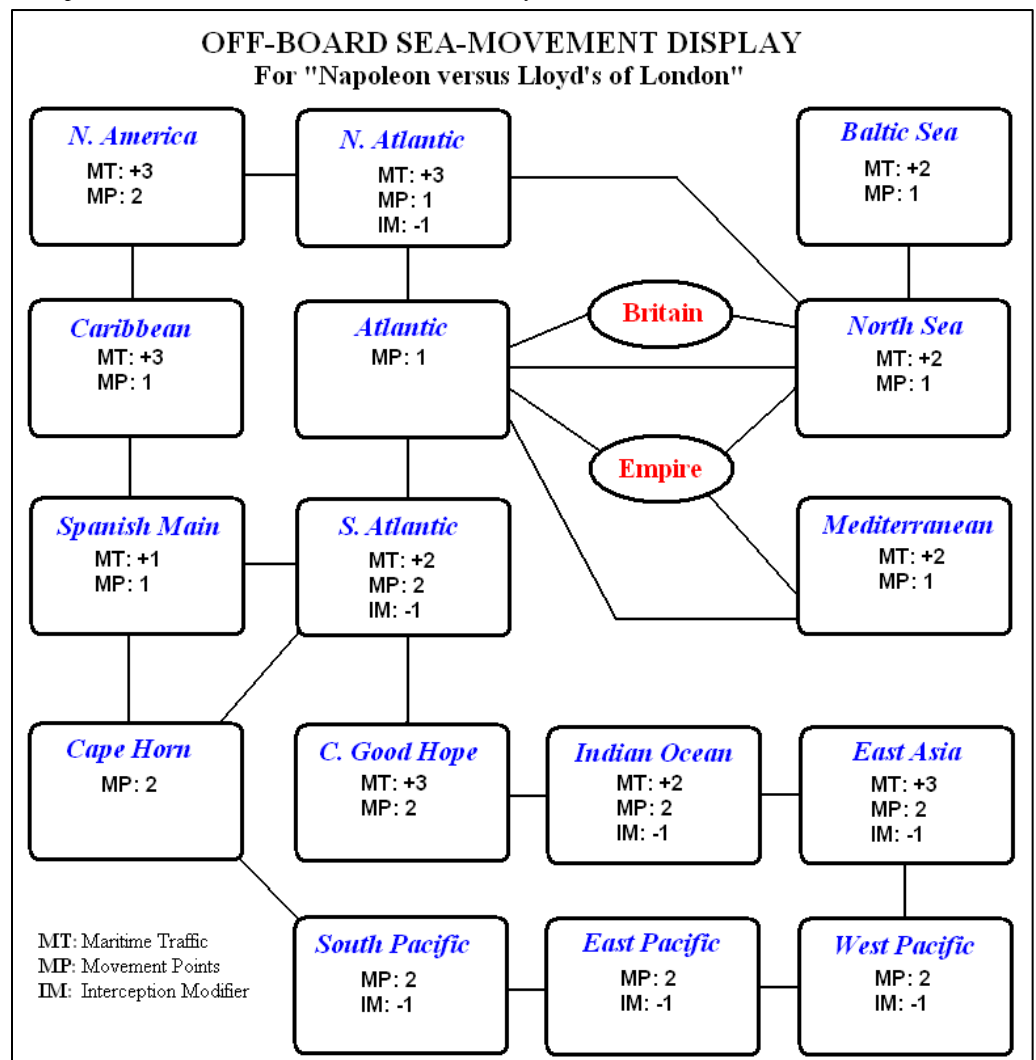 OFF-BOARD SEA-MOVEMENT DISPLAY
For "Napoleon versus Lloyd's of London"
N. America
MT: +3
MP: 2
N. Atlantic
MT: +3
MP: 1
IM: -1
Baltic Sea
MT: +2
MP: 1
Caribbean
MT: +3
MP: 1
Atlantic
MP: 1
Britain
North Sea
MT: +2
MP: 1
Empire
Spanish Main
MT: +1
MP: 1
S. Atlantic
MT: +2
MP: 2
IM: -1
Mediterranean
MT: +2
MP: 1
Cape Horn
MP: 2
C. Good Hope
MT: +3
MP: 2
Indian Ocean
MT: +2
MP: 2
IM: -1
East Asia
MT: +3
MP: 2
IM: -1
MT: Maritime Traffic
MP: Movement Points
IM: Interception Modifier
South Pacific
MP: 2
IM: -1
East Pacific
MP: 2
IM: -1
West Pacific
MP: 2
IM: -1